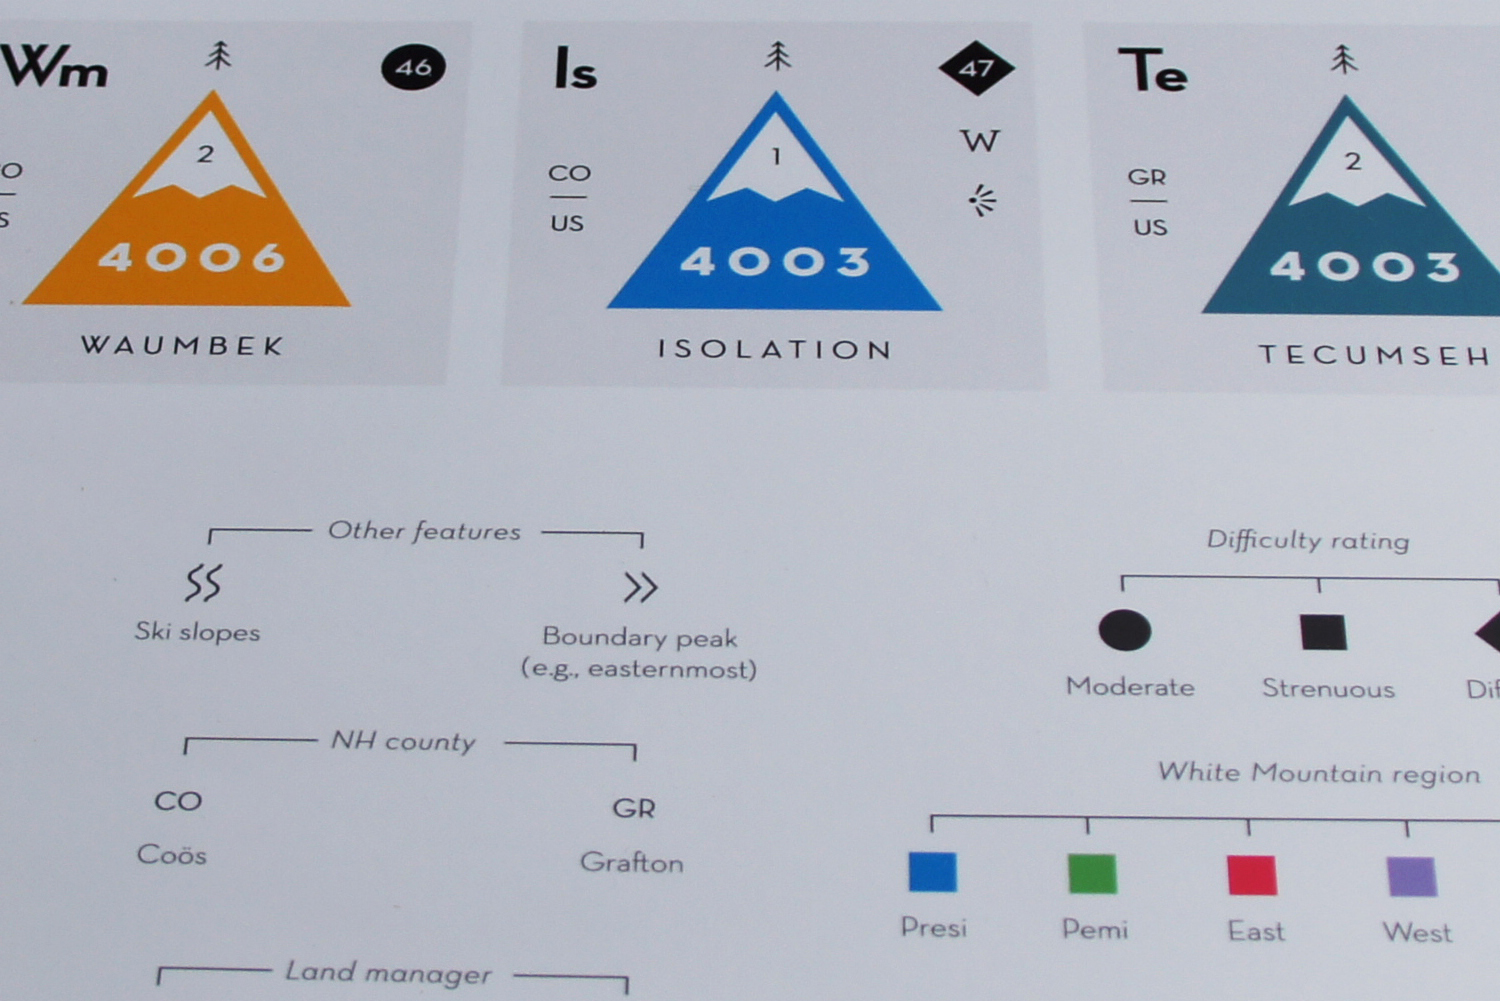 Wm
46
2
4006
WAUMBEK
Is
47
W
CO
US
1
4003
ISOLATION
Te
GR
US
2
4003
TECUMSEH
Other features
Ski slopes
Boundary peak
(e.g., easternmost)
NH county
CO
GR
Coös
Grafton
Land manager
Difficulty rating
Moderate
Strenuous
White Mountain region
Presi
Pemi
East
West